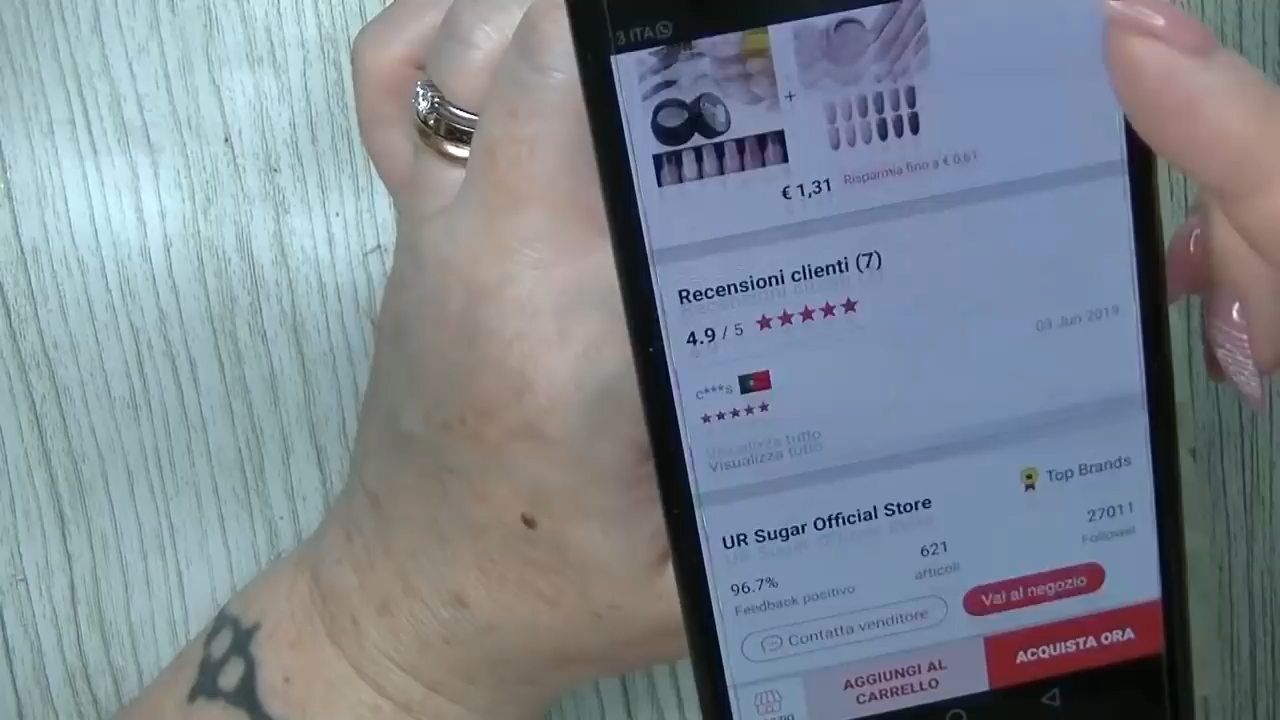 3 ITA
+
€ 1,31 Risparmia fino a € 0,61
Recensioni clienti (7)
4.9 / 5
03 Jun 2019
c***s
Visualizza tutto
UR Sugar Official Store
Top Brands
96.7%
Feedback positivo
621
articoli
27011
Follower
Contatta venditore
Vai al negozio
AGGIUNGI AL
CARRELLO
ACQUISTA ORA